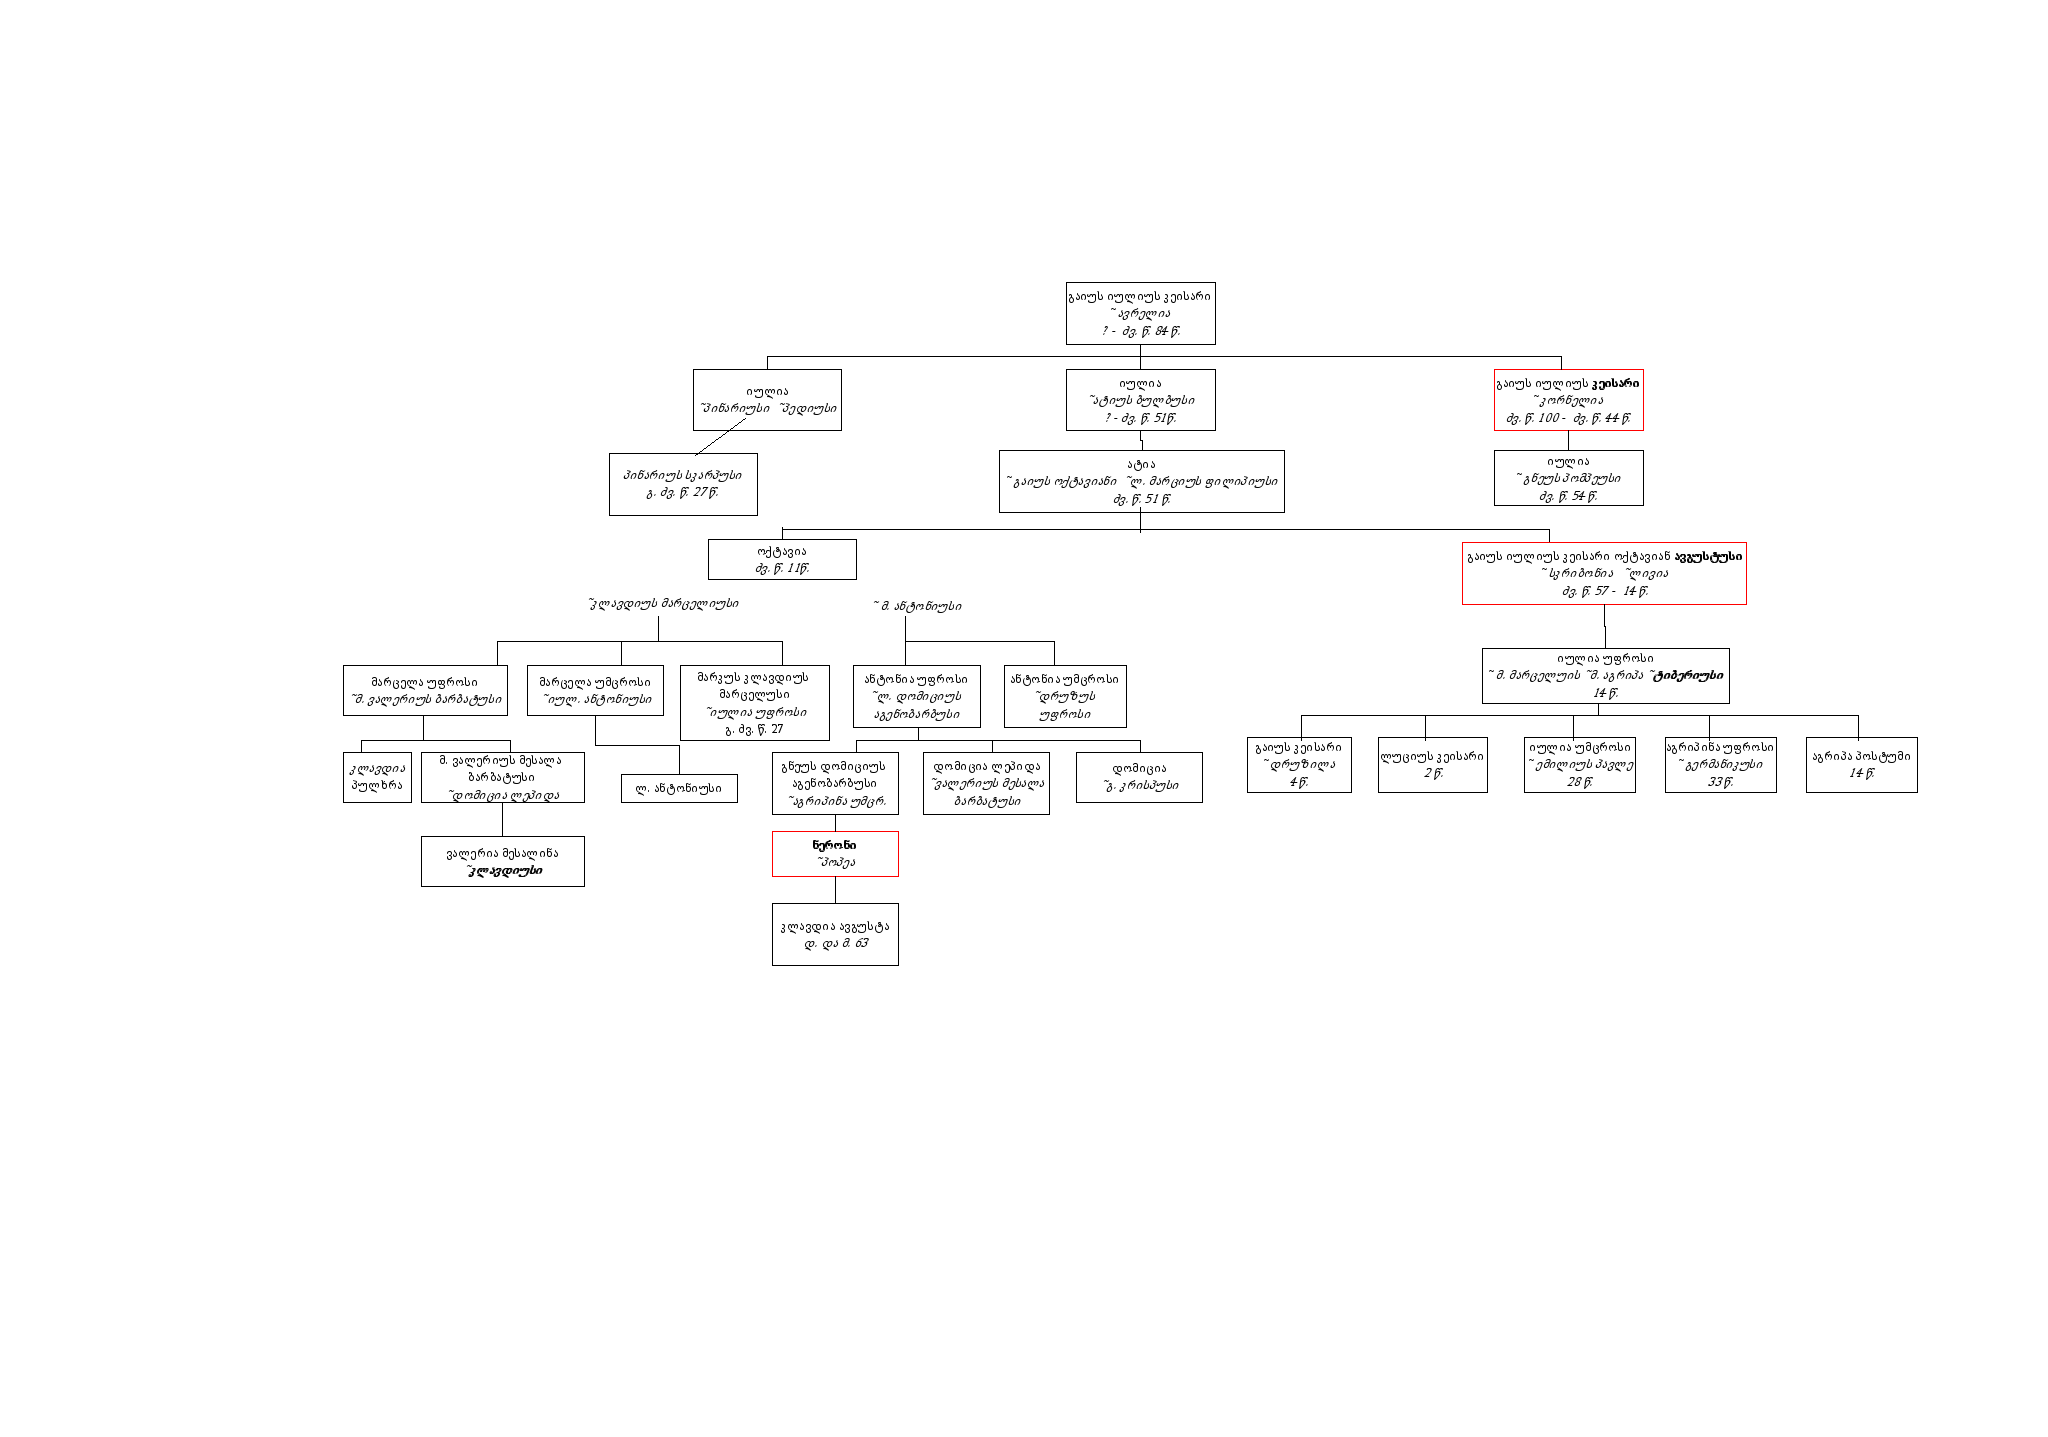 გაიუს იულიუს კეისარი
~ ავრელია
? - ძვ. წ. 84 წ.
იულია
~პინარიუსი ~პედიუსი
იულია
~ატიუს ბულბუსი
? - ძვ. წ. 51წ.
გაიუს იულიუს კეისარი
~ კორნელია
ძვ. წ. 100 - ძვ. წ. 44 წ.
პინარიუს სკარპუსი
გ. ძვ. წ. 27 წ.
ატია
~ გაიუს ოქტავიანი ~ლ. მარციუს ფილიპიუსი
ძვ. წ. 51 წ.
იულია
~ გნეუს პომპეუსი
ძვ. წ. 54 წ.
ოქტავია
ძვ. წ. 11წ.
გაიუს იულიუს კეისარი ოქტავიან ავგუსტუსი
~ სკრიბონია ~ლივია
ძვ. წ. 57 - 14 წ.
~კლავდიუს მარცელიუსი
~ მ. ანტონიუსი
იულია უფროსი
~ მ. მარცელუის ~მ. აგრიპა ~ტიბერიუსი
14 წ.
მარცელა უფროსი
~მ. ვალერიუს ბარბატუსი
მარცელა უმცროსი
~იულ. ანტონიუსი
მარკუს კლავდიუს
მარცელუსი
~იულია უფროსი
გ. ძვ. წ. 27
ანტონია უფროსი
~ლ. დომიციუს
აგენობარბუსი
ანტონია უმცროსი
~დრუზუს
უფროსი
გაიუს კეისარი
~ დრუზილა
4 წ.
ლუციუს კეისარი
2 წ.
იულია უმცროსი
~ ემილიუს პავლე
28 წ.
აგრიპინა უფროსი
~ გერმანიკუსი
33 წ.
აგრიპა პოსტუმი
14 წ.
კლავდია
პულხრა
მ. ვალერიუს მესალა
ბარბატუსი
~დომიცია ლეპიდა
ლ. ანტონიუსი
გნეუს დომიციუს
აგენობარბუსი
~აგრიპინა უმცრ.
დომიცია ლეპიდა
~ვალერიუს მესალა
ბარბატუსი
დომიცია
~გ. კრისპუსი
ვალერია მესალინა
~კლავდიუსი
ნერონი
~პოპეა
კლავდია ავგუსტა
დ. და მ. 63